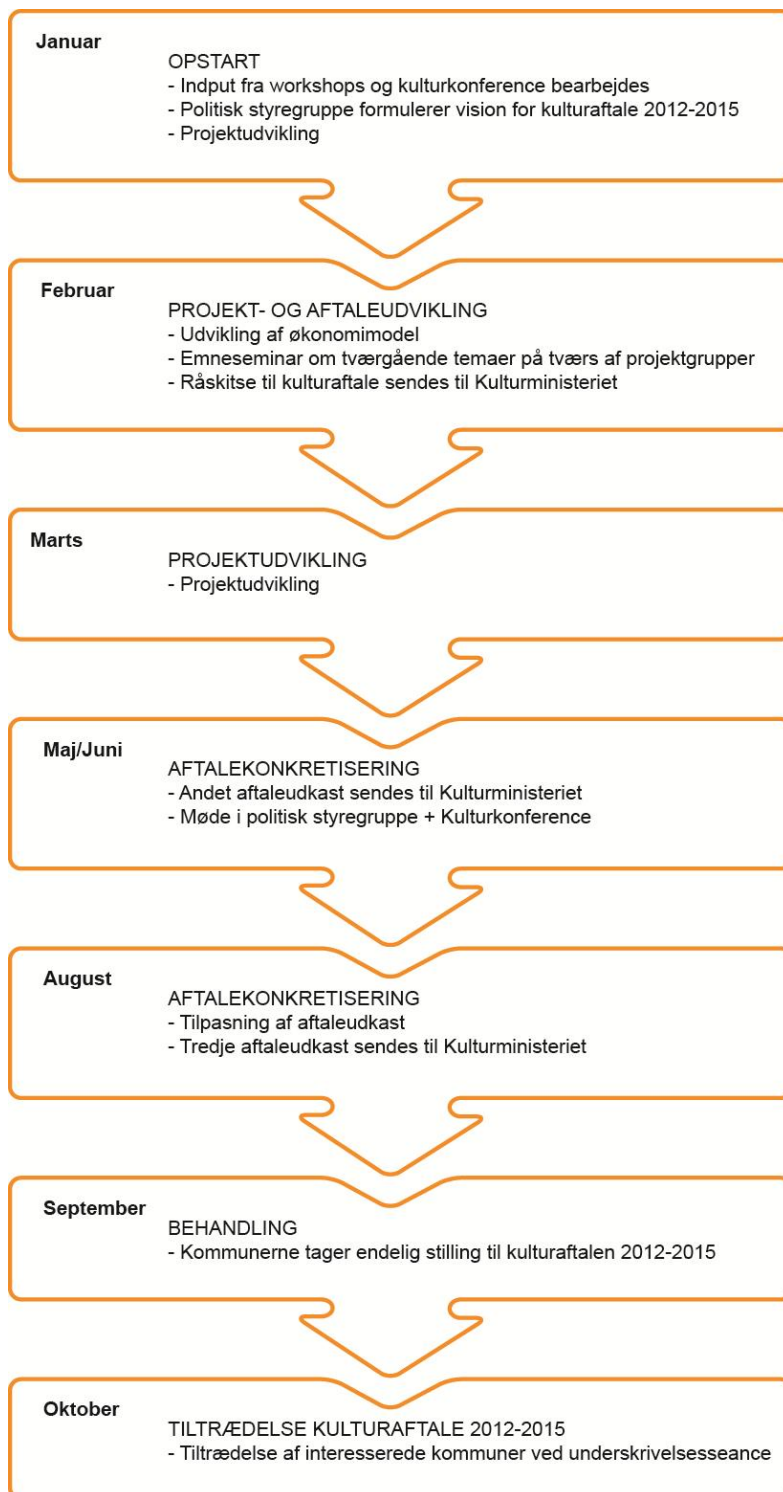 Januar
OPSTART
- Indput fra workshops og kulturkonference bearbejdes
- Politisk styregruppe formulerer vision for kulturaftale 2012-2015
- Projektudvikling
Februar
PROJEKT- OG AFTALEUDVIKLING
- Udvikling af økonomimodel
- Emneseminar om tværgående temaer på tværs af projektgrupper
- Råskitse til kulturaftale sendes til Kulturministeriet
Marts
PROJEKTUDVIKLING
- Projektudvikling
Maj/Juni
AFTALEKONKRETISERING
- Andet aftaleudkast sendes til Kulturministeriet
- Møde i politisk styregruppe + Kulturkonference
August
AFTALEKONKRETISERING
- Tilpasning af aftaleudkast
- Tredje aftaleudkast sendes til Kulturministeriet
September
BEHANDLING
- Kommunerne tager endelig stilling til kulturaftalen 2012-2015
Oktober
TILTRÆDELSE KULTURAFTALE 2012-2015
- Tiltrædelse af interesserede kommuner ved underskrivelsesseance